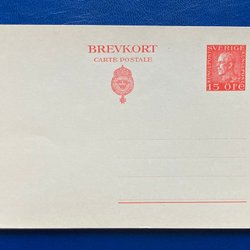 BREVKORT
CARTE POSTALE
SVERIGE
15 ÖRE